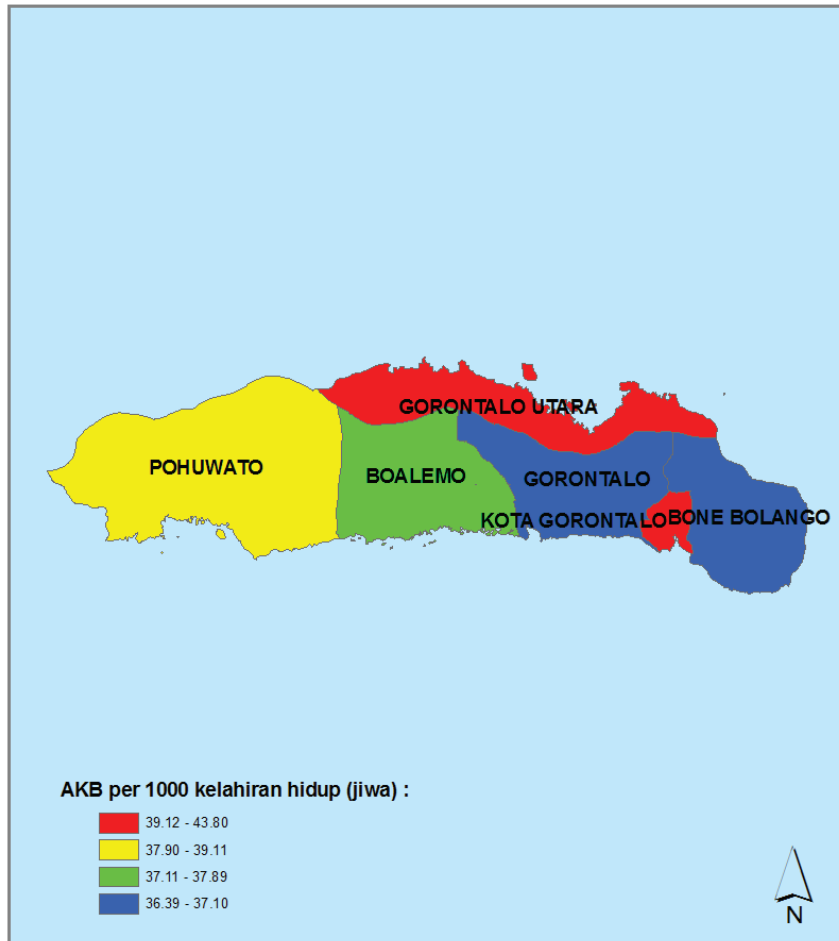 GORONTALO UTARA
POHUWATO
BOALEMO
GORONTALO
KOTA GORONTALO
BONE BOLANGO
AKB per 1000 kelahiran hidup (jiwa) :
39.12 - 43.80
37.90 - 39.11
37.11 - 37.89
36.39 - 37.10
N